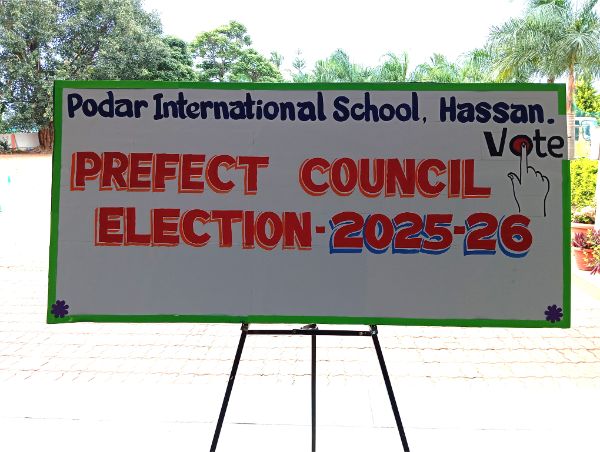 Podar International School, Hassan.
Vote
PREFECT COUNCIL
ELECTION-2025-26